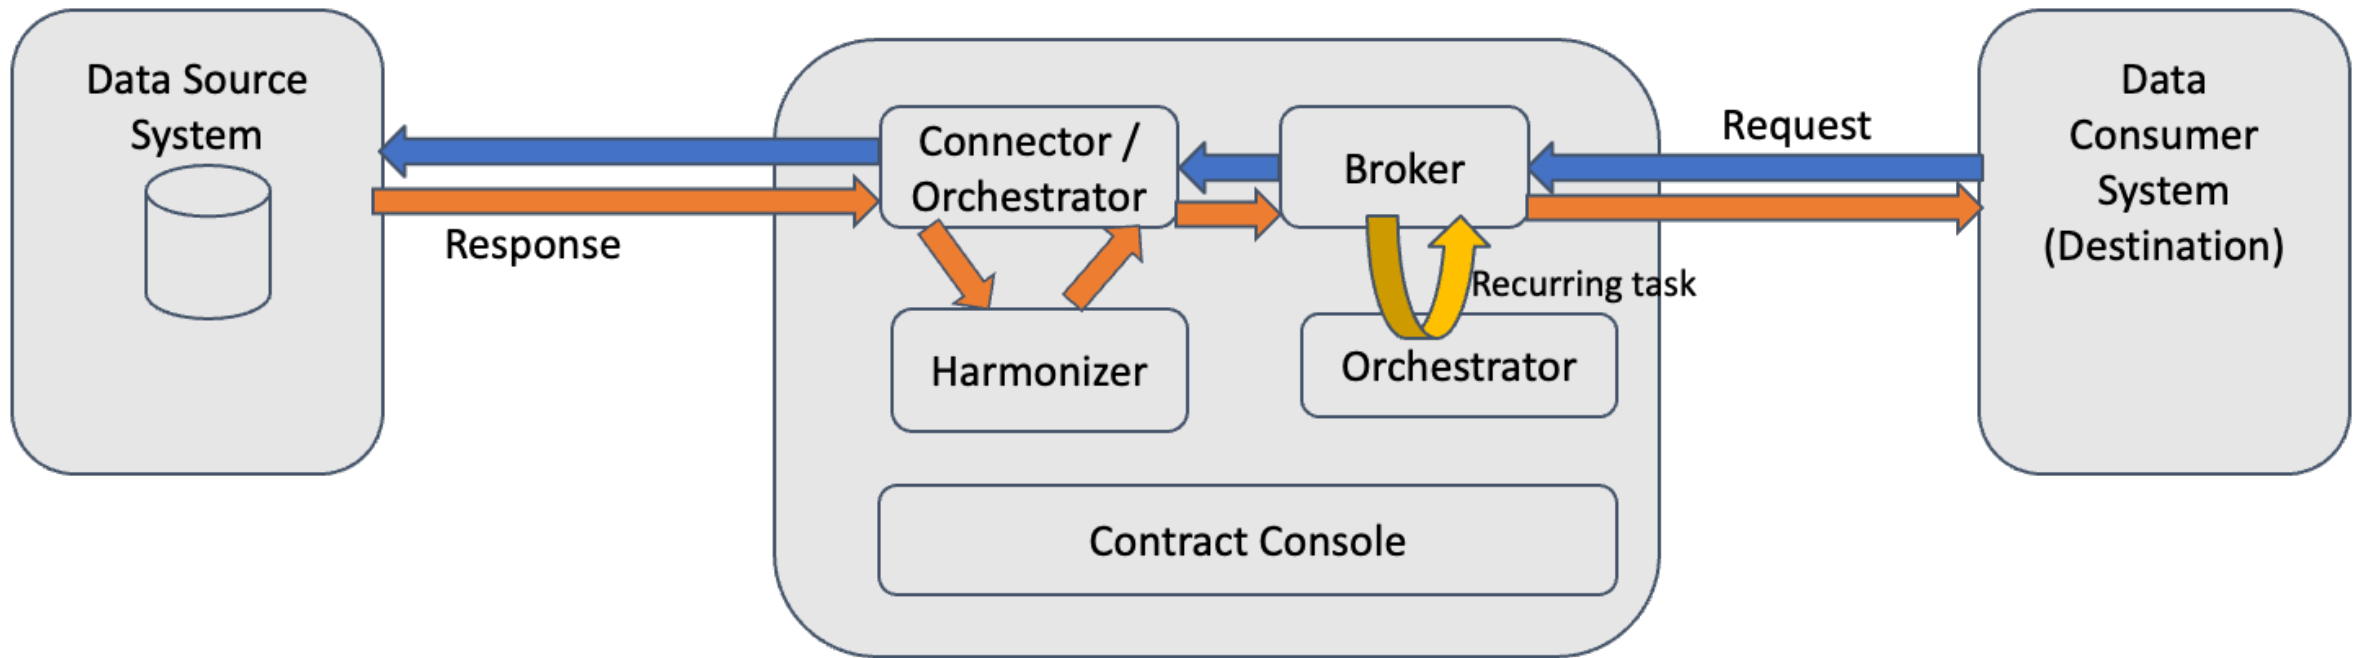 Data Source
System
Response
Connector /
Orchestrator
Harmonizer
Broker
Recurring task
Orchestrator
Contract Console
Request
Data
Consumer
System
(Destination)